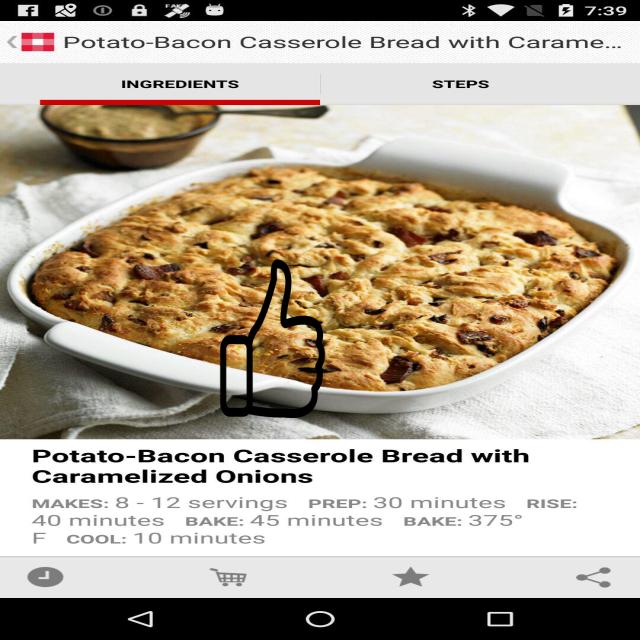 7:39
Potato-Bacon Casserole Bread with Carame...
INGREDIENTS STEPS
Potato-Bacon Casserole Bread with
Caramelized Onions
MAKES: 8 - 12 servings PREP: 30 minutes RISE:
40 minutes BAKE: 45 minutes BAKE: 375°
F COOL: 10 minutes